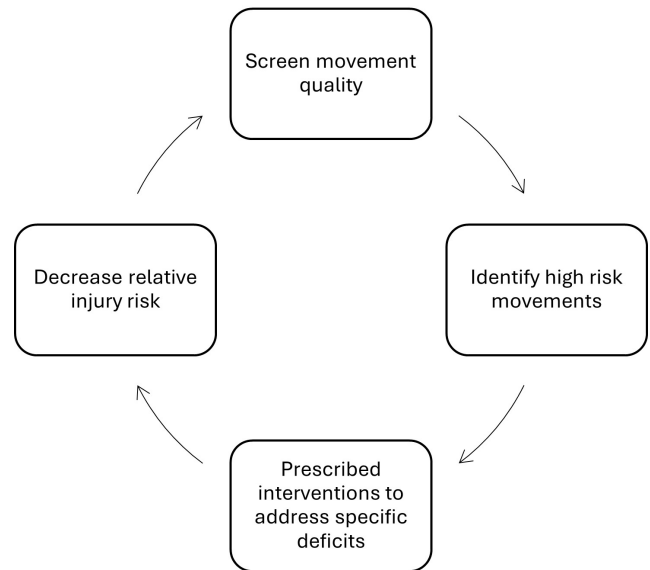 Screen movement
quality
Identify high risk
movements
Prescribed
interventions to
address specific
deficits
Decrease relative
injury risk